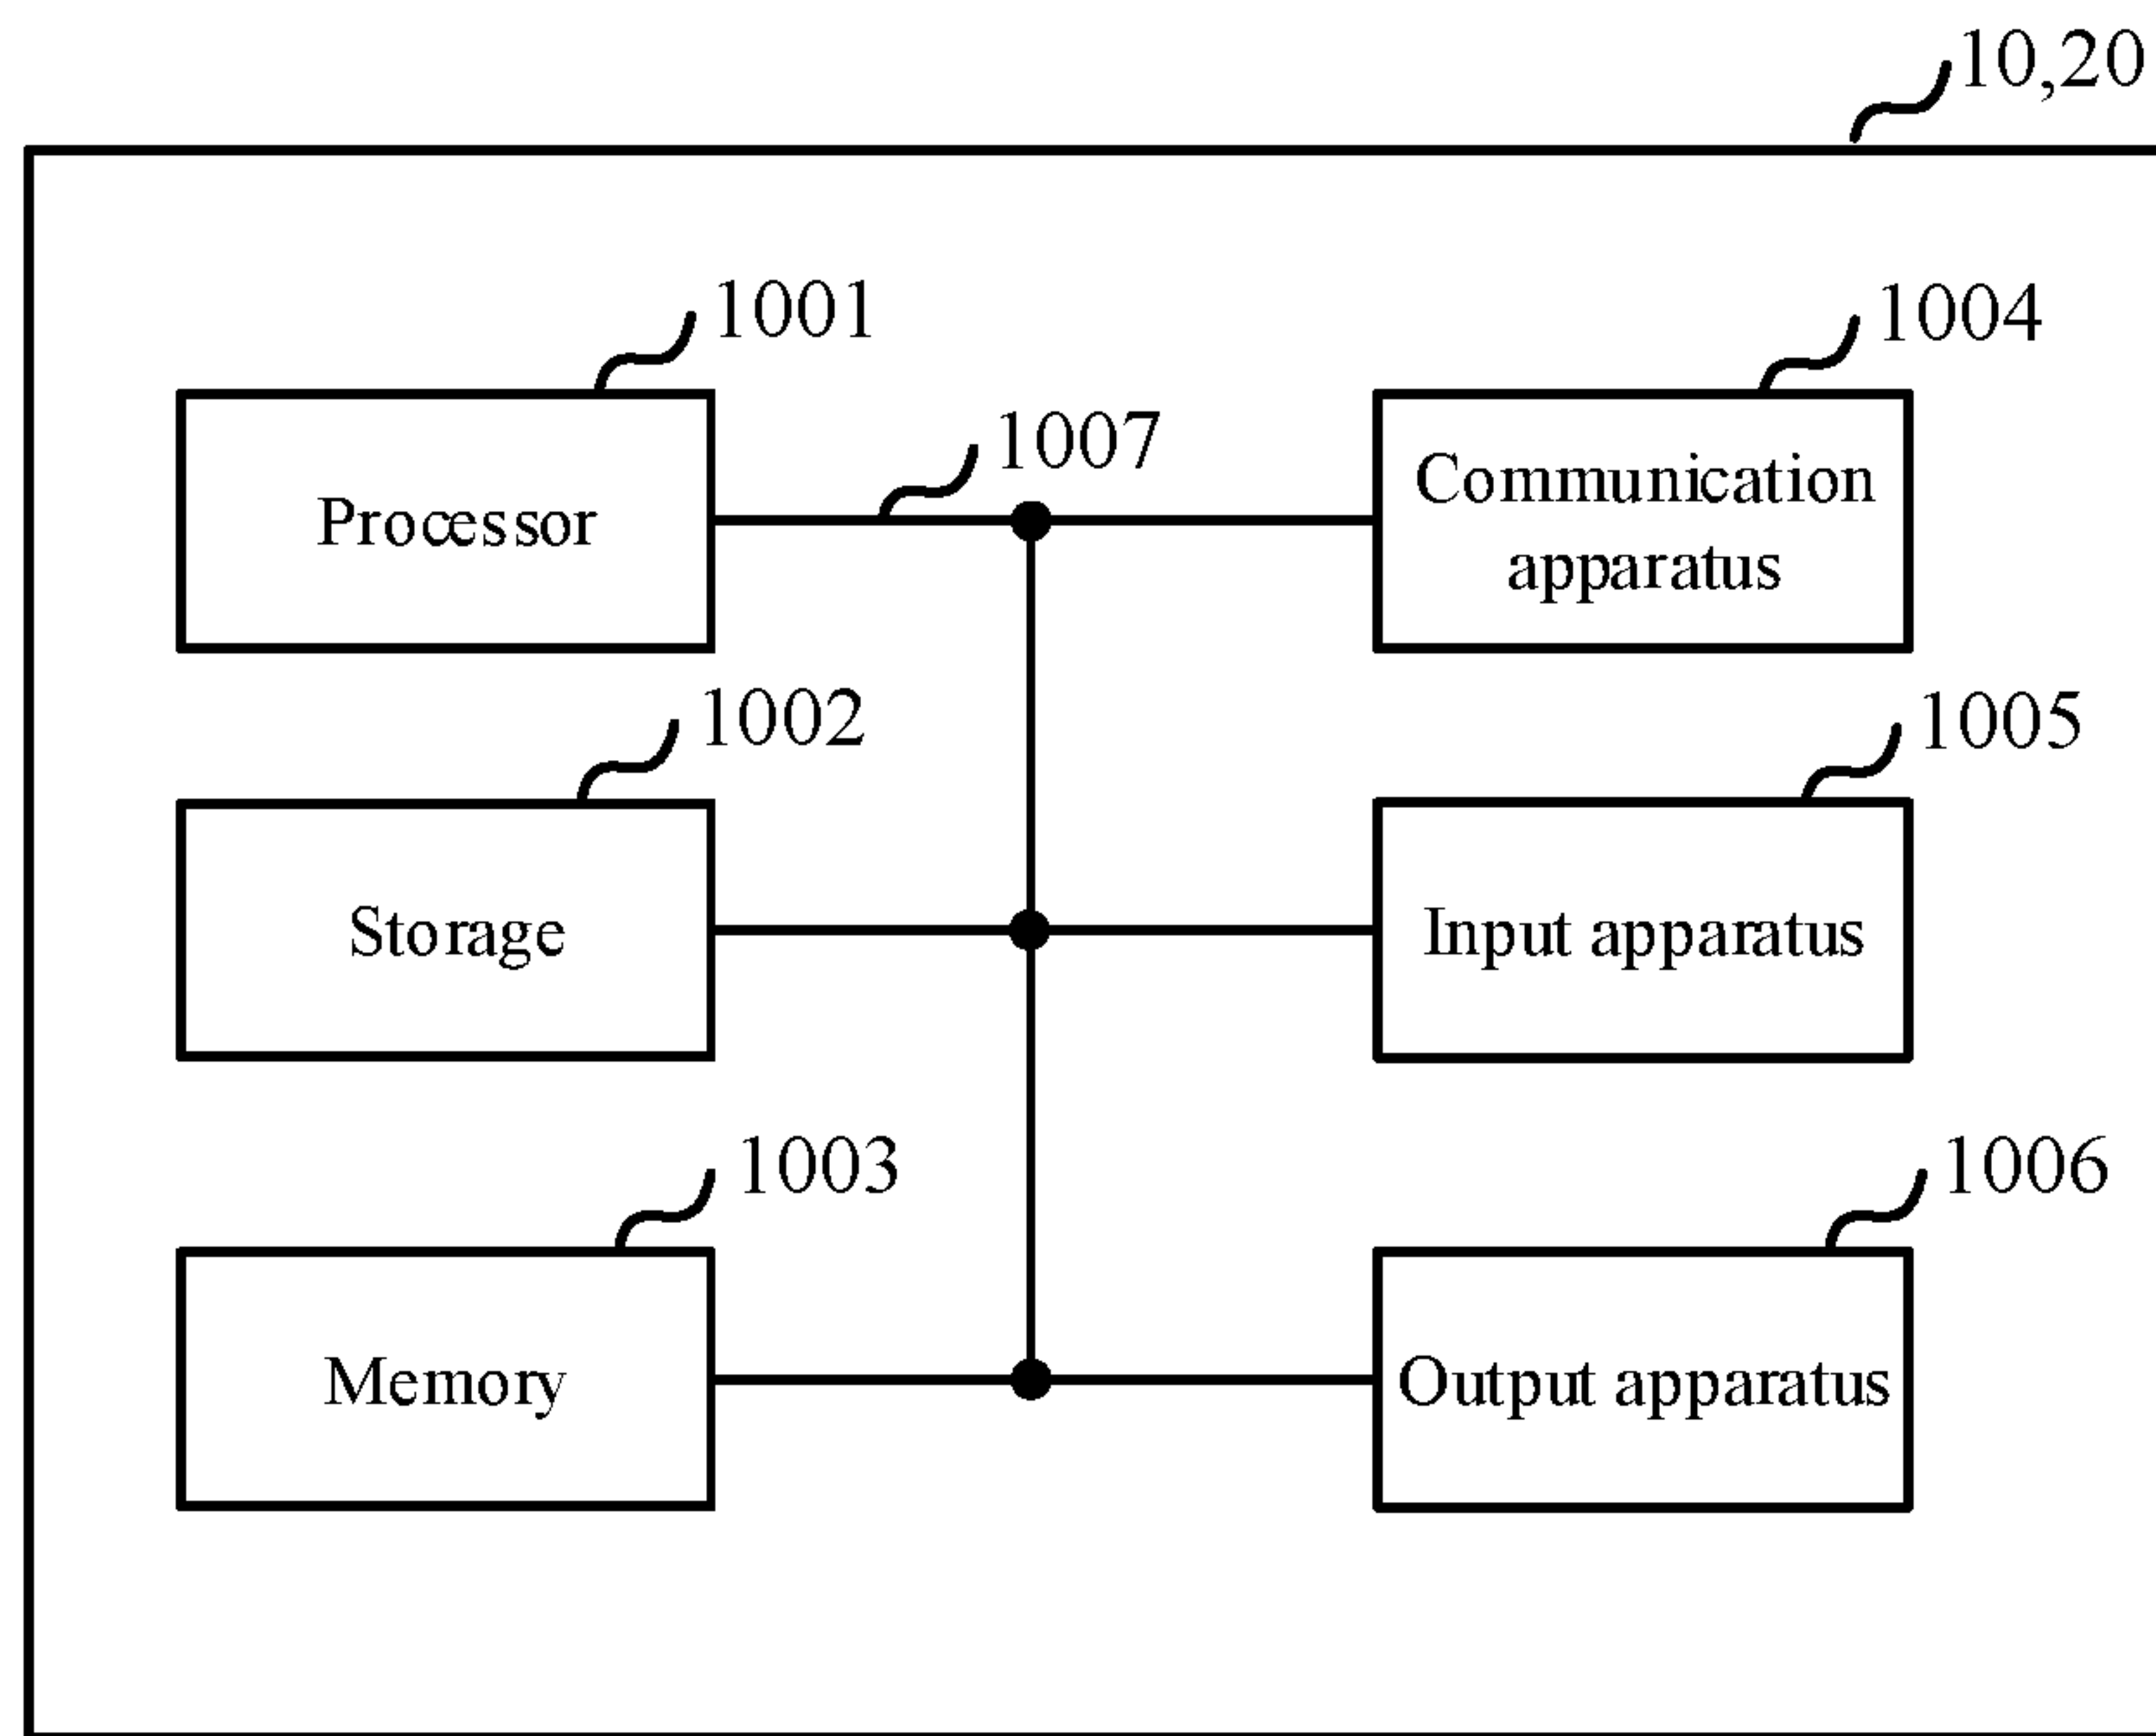 10,20
1001
1004
1007
Processor
Communication
apparatus
1002
1005
Storage
Input apparatus
1003
1006
Memory
Output apparatus